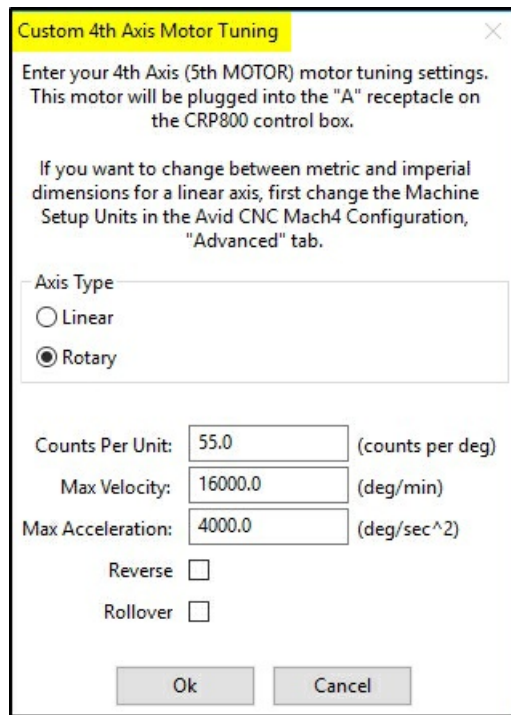 Custom 4th Axis Motor Tuning
Enter your 4th Axis (5th MOTOR) motor tuning settings.
This motor will be plugged into the "A" receptacle on
the CRP800 control box.
If you want to change between metric and imperial
dimensions for a linear axis, first change the Machine
Setup Units in the Avid CNC Mach4 Configuration,
"Advanced" tab.
Axis Type
Linear
Rotary
Counts Per Unit: 55.0 (counts per deg)
Max Velocity: 16000.0 (deg/min)
Max Acceleration: 4000.0 (deg/sec^2)
Reverse
Rollover
Ok Cancel